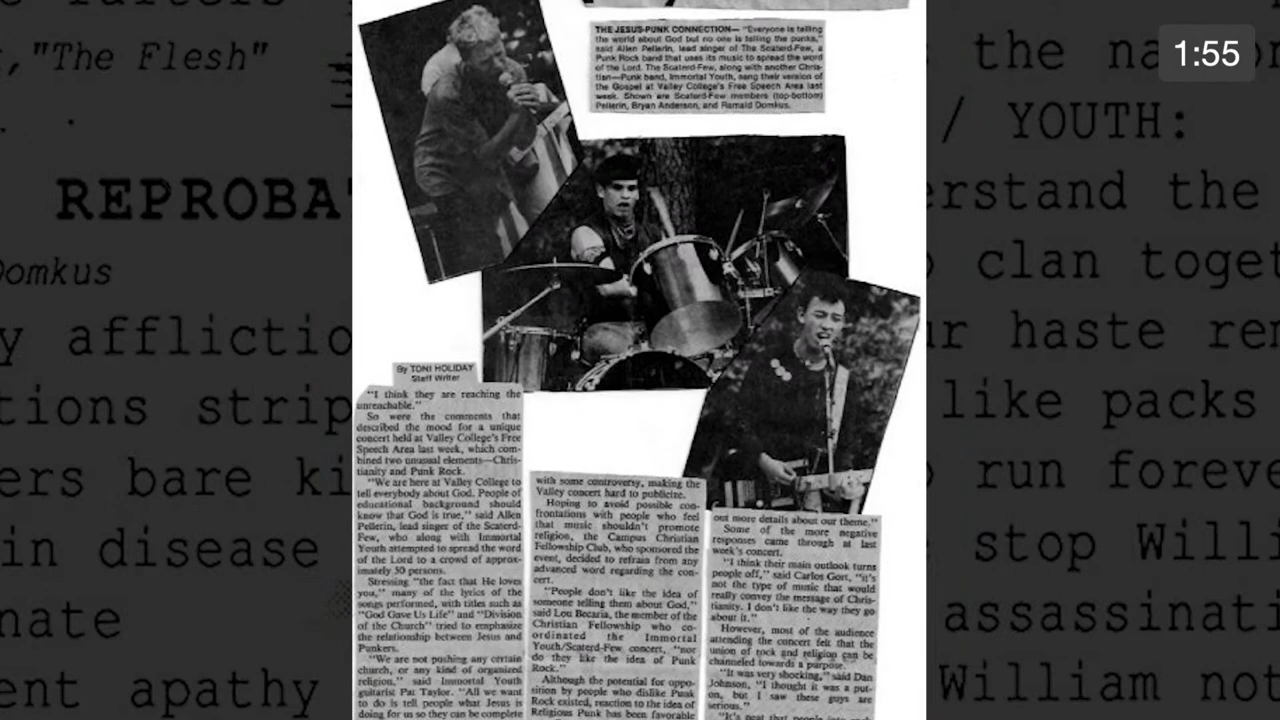 THE JESUS-PUNK CONNECTION— "Everyone is telling
the world about God but no one is telling the punks,"
said Allen Pellerin, lead singer of The Scaterd-Few, a
Punk Rock band that uses its music to spread the word
of the Lord. The Scaterd-Few, along with another Chris-
tian—Punk band, Immortal Youth, sang their version of
the Gospel at Valley College's Free Speech Area last
week. Shown are Scaterd-Few members (top-bottom)
Pellerin, Bryan Anderson, and Ramald Domkus.
1:55
,"The Flesh"
REPROBA
Domkus
y afflictio
tions strip
ers bare ki
in disease
nate
ent apathy
By TONI HOLIDAY
Staff Writer
"I think they are reaching the
unreachable."
So were the comments that
described the mood for a unique
concert held at Valley College's Free
Speech Area last week, which com-
bined two unusual elements—Chris-
tianity and Punk Rock.
"We are here at Valley College to
tell everybody about God. People of
educational background should
know that God is true," said Allen
Pellerin, lead singer of the Scaterd-
Few, who along with Immortal
Youth attempted to spread the word
of the Lord to a crowd of approx-
imately 50 persons.
Stressing "the fact that He loves
you," many of the lyrics of the
songs performed, with titles such as
"God Gave Us Life" and "Division
of the Church" tried to emphasize
the relationship between Jesus and
Punkers.
"We are not pushing any certain
church, or any kind of organized
religion," said Immortal Youth
guitarist Pat Taylor. "All we want
to do is tell people what Jesus is
doing for us so they can be complete
with some controversy, making the
Valley concert hard to publicize.
Hoping to avoid possible con-
frontations with people who feel
that music shouldn't promote
religion, the Campus Christian
Fellowship Club, who sponsored the
event, decided to refrain from any
advanced word regarding the con-
cert.
"People don't like the idea of
someone telling them about God,"
said Lou Becaria, the member of the
Christian Fellowship who co-
ordinated the Immortal
Youth/Scaterd-Few concert, "nor
do they like the idea of Punk
Rock."
Although the potential for oppo-
sition by people who dislike Punk
Rock existed, reaction to the idea of
Religious Punk has been favorable
out more details about our theme."
Some of the more negative
responses came through at last
week's concert.
"I think their main outlook turns
people off," said Carlos Gort, "it's
not the type of music that would
really convey the message of Chris-
tianity. I don't like the way they go
about it."
However, most of the audience
attending the concert felt that the
union of rock and religion can be
channeled towards a purpose.
"It was very shocking," said Dan
Johnson, "I thought it was a put-
on, but I saw these guys are
serious."
"It's neat that people
the na on
/ YOUTH:
erstand the
clan toget
ur haste re
like packs
run foreve
stop Will
assassinat
William not